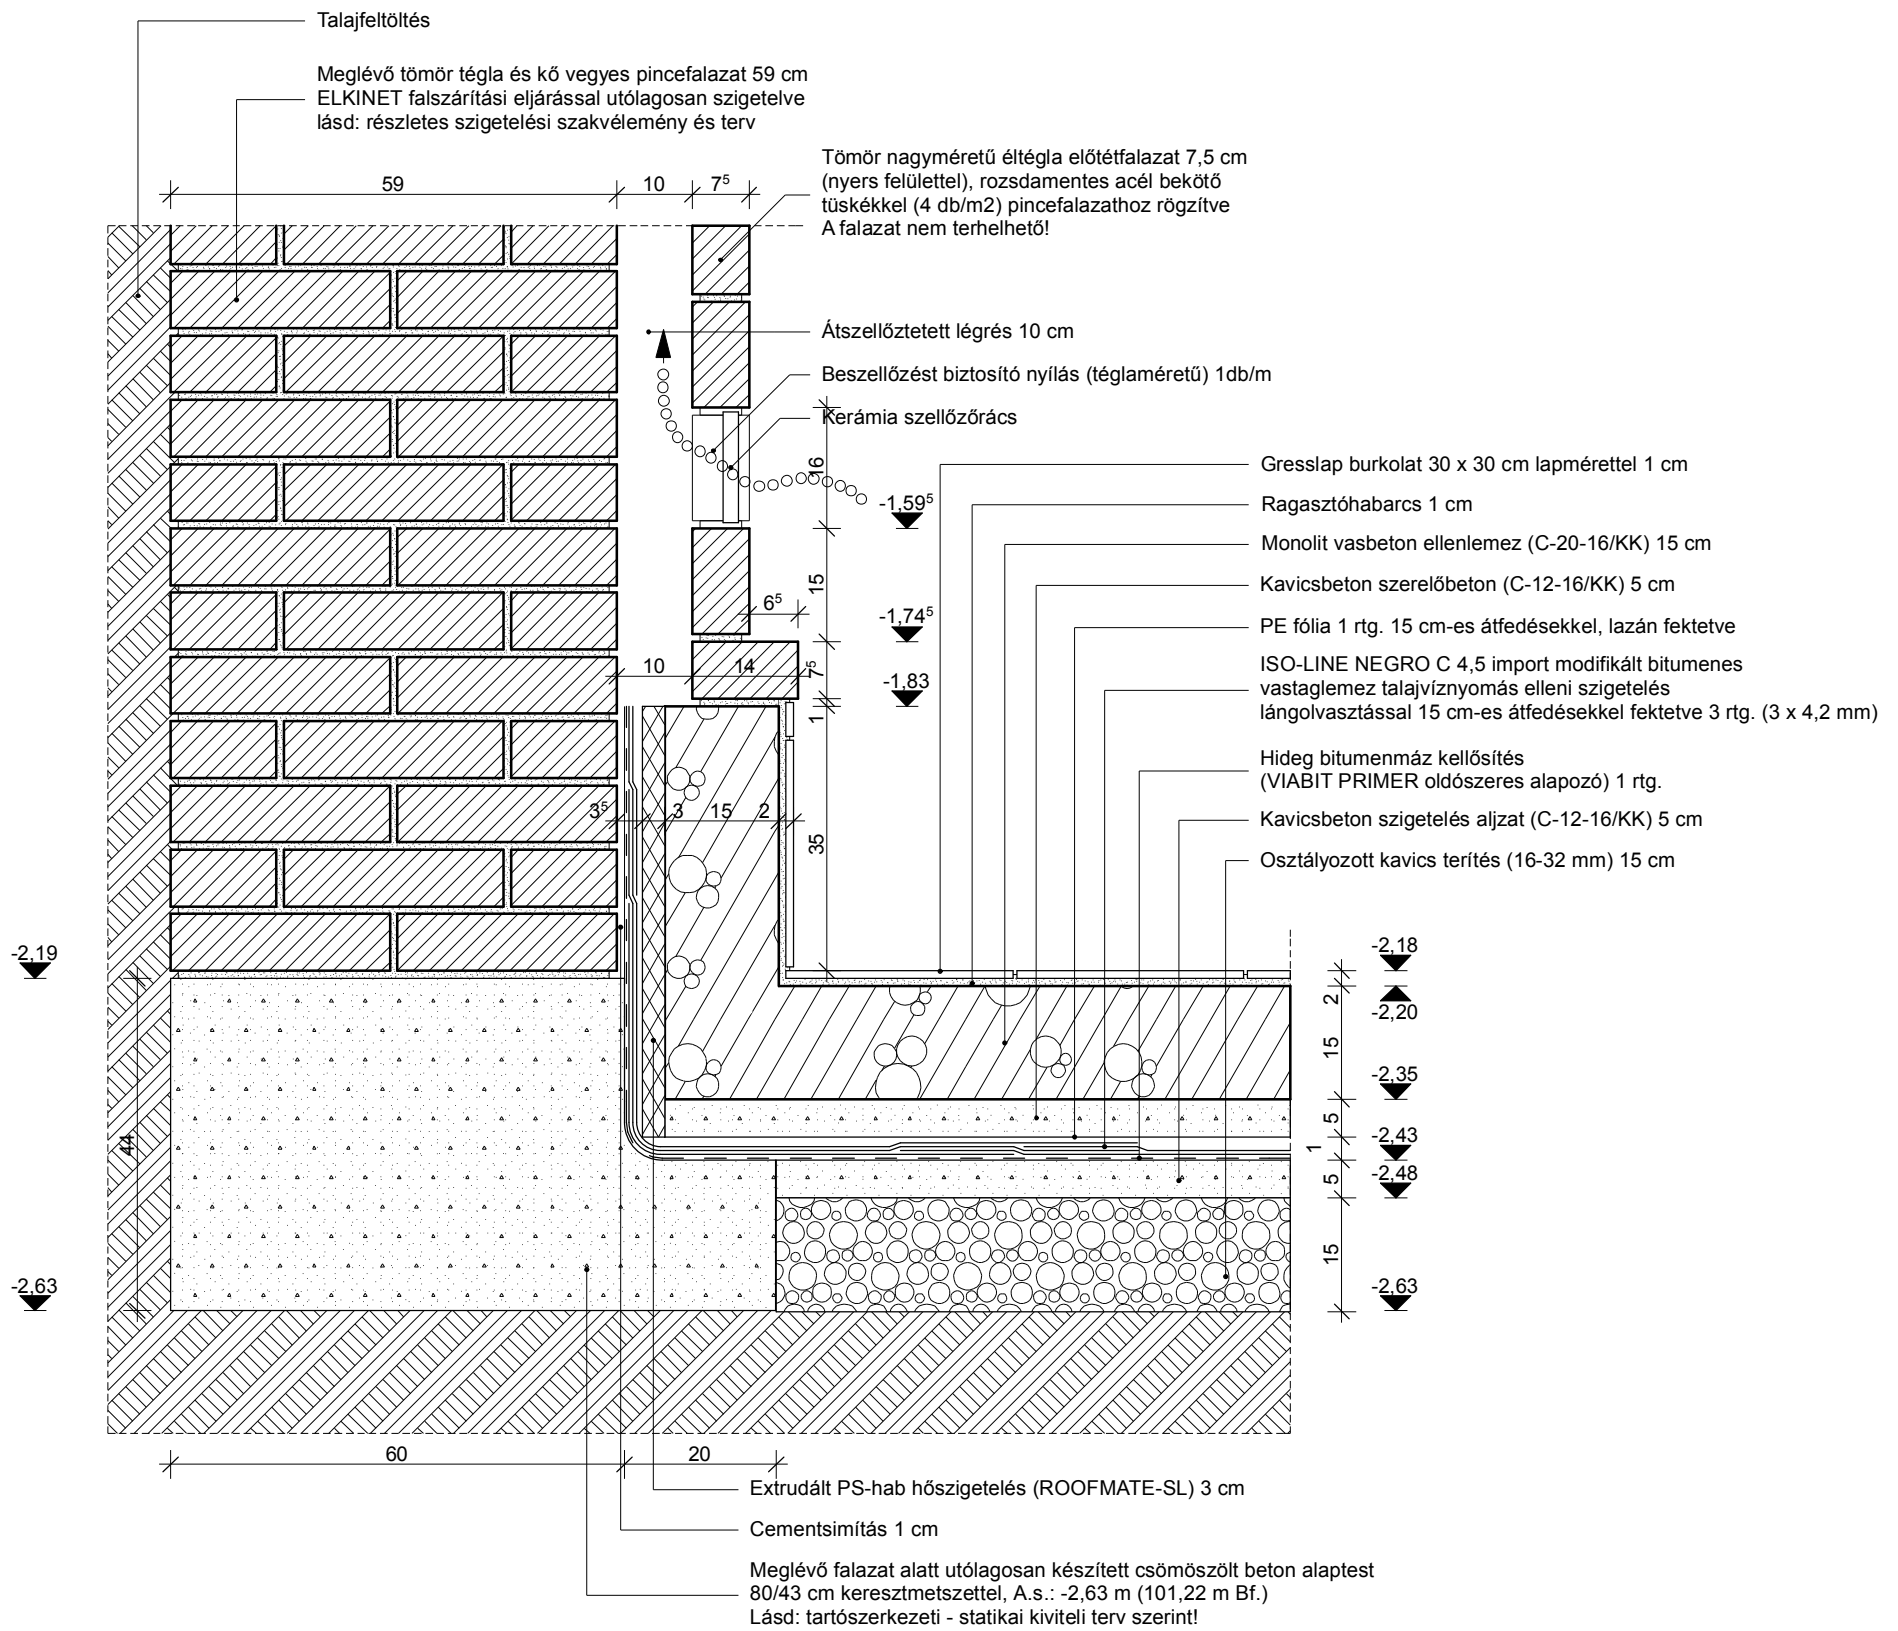 Talajfeltöltés
Meglévő tömör tégla és kő vegyes pincefalazat 59 cm
ELKINET falszárítási eljárással utólagosan szigetelve
lásd: részletes szigetelési szakvélemény és terv
Tömör nagyméretű éltégla előtétfalazat 7,5 cm
(nyers felülettel), rozsdamentes acél bekötő
tüskékkel (4 db/m2) pincefalazathoz rögzítve
A falazat nem terhelhető!
59
10
7⁵
Átszellőztetett légrés 10 cm
Beszellőzést biztosító nyílás (téglaméretű) 1db/m
Kerámia szellőzőrács
16
-1,59⁵
15
6⁵
-1,74⁵
10
14
7⁵
-1,83
1
3⁵
3
15
2
35
Gresslap burkolat 30 x 30 cm lapmérettel 1 cm
Ragasztóhabarcs 1 cm
Monolit vasbeton ellenlemez (C-20-16/KK) 15 cm
Kavicsbeton szerelőbeton (C-12-16/KK) 5 cm
PE fólia 1 rtg. 15 cm-es átfedésekkel, lazán fektetve
ISO-LINE NEGRO C 4,5 import modifikált bitumenes
vastaglemez talajvíznyomás elleni szigetelés
lángolvasztással 15 cm-es átfedésekkel fektetve 3 rtg. (3 x 4,2 mm)
Hideg bitumenmáz kellősítés
(VIABIT PRIMER oldószeres alapozó) 1 rtg.
Kavicsbeton szigetelés aljzat (C-12-16/KK) 5 cm
Osztályozott kavics terítés (16-32 mm) 15 cm
-2,19
44
-2,63
-2,18
2
-2,20
15
-2,35
5
-2,43
1
5
-2,48
15
-2,63
60
20
Extrudált PS-hab hőszigetelés (ROOFMATE-SL) 3 cm
Cementsimítás 1 cm
Meglévő falazat alatt utólagosan készített csömöszölt beton alaptest
80/43 cm keresztmetszettel, A.s.: -2,63 m (101,22 m Bf.)
Lásd: tartószerkezeti - statikai kiviteli terv szerint!